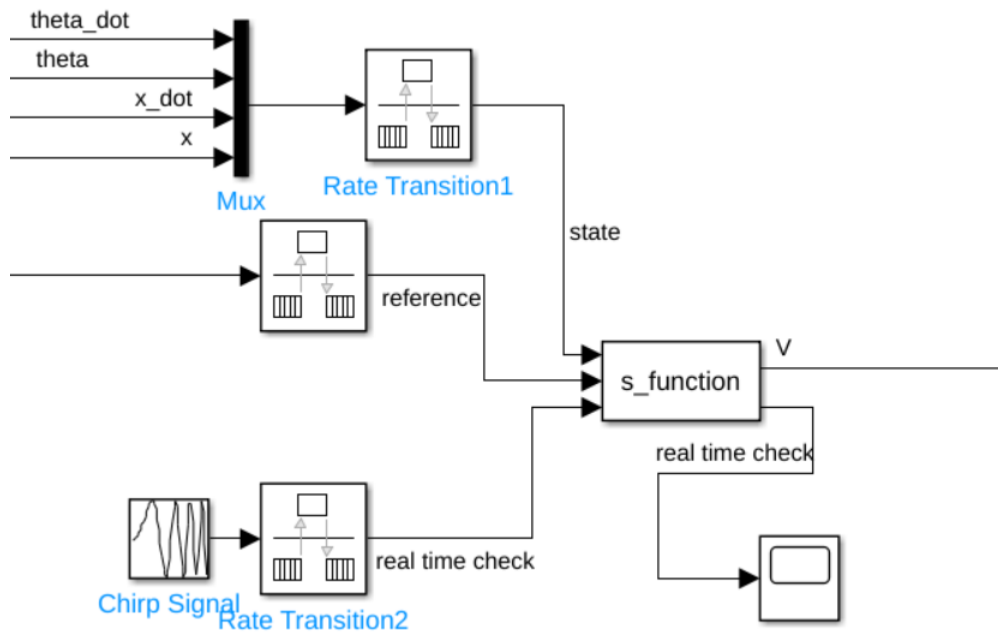 theta_dot
theta
x_dot
x
Mux
Rate Transition1
state
reference
s_function
V
real time check
real time check
Chirp Signal
Rate Transition2